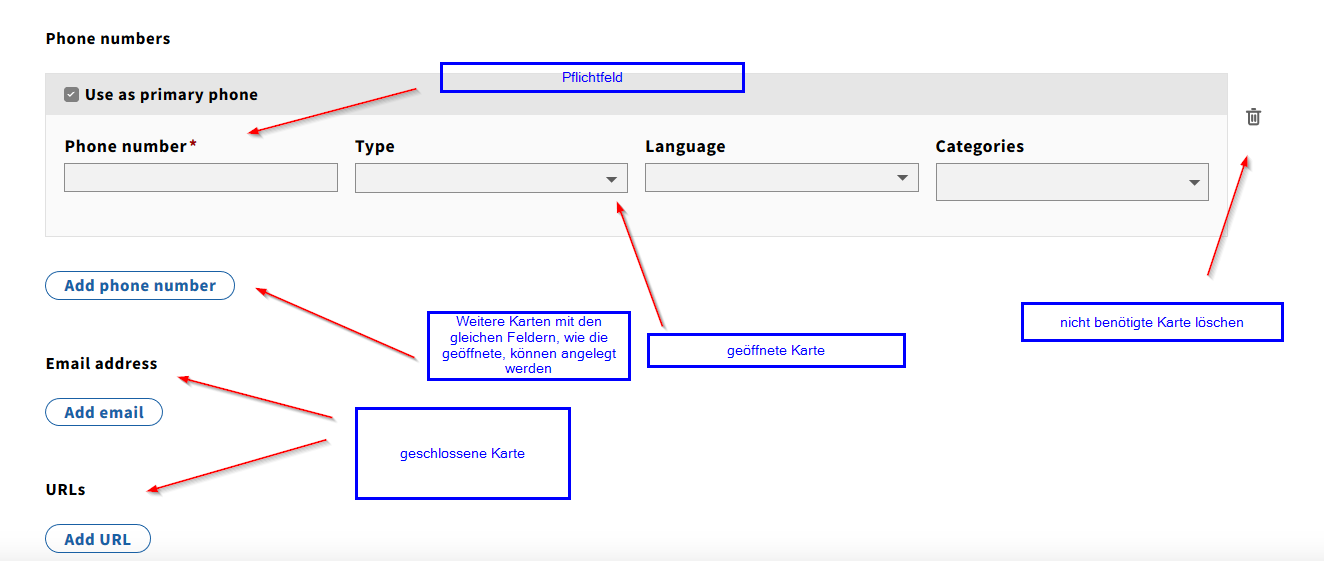 Phone numbers
Pflichtfeld
Use as primary phone
Phone number*
Type
Language
Categories
Add phone number
Weitere Karten mit den
gleichen Feldern, wie die
geöffnete, können angelegt
werden
geöffnete Karte
nicht benötigte Karte löschen
Email address
Add email
geschlossene Karte
URLs
Add URL